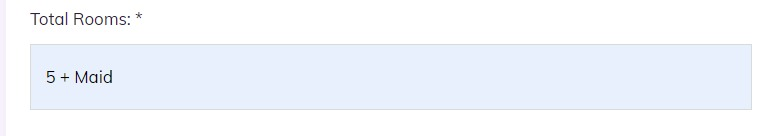 Total Rooms: *
5 + Maid